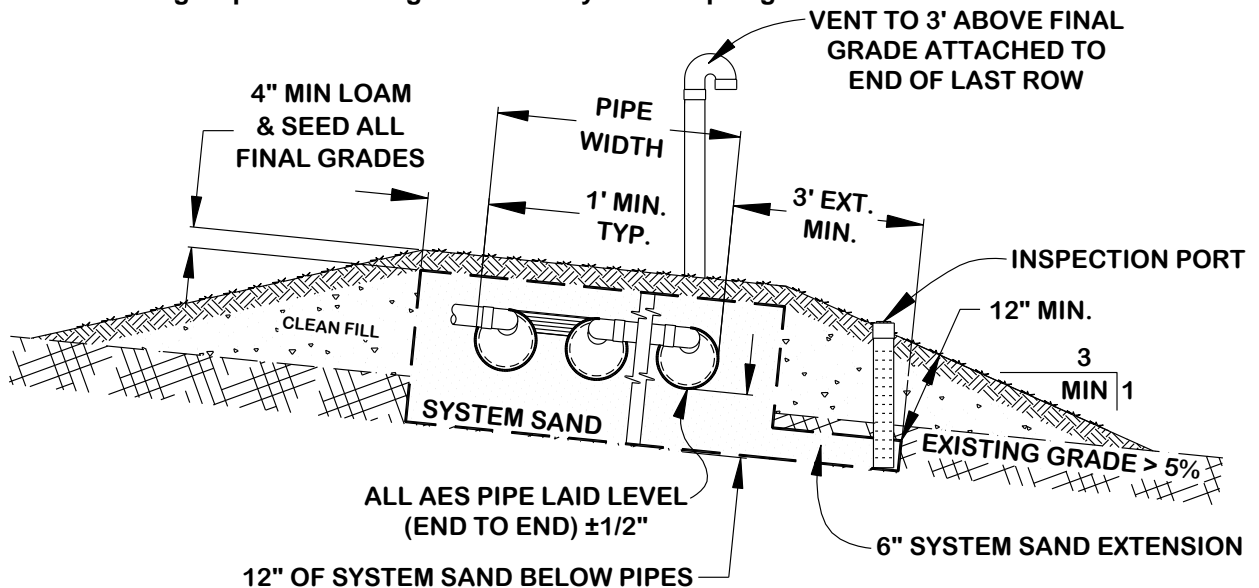 VENT TO 3' ABOVE FINAL
GRADE ATTACHED TO
END OF LAST ROW
4" MIN LOAM
& SEED ALL
FINAL GRADES
PIPE
WIDTH
1' MIN.
TYP.
3' EXT.
MIN.
INSPECTION PORT
12" MIN.
CLEAN FILL
3
MIN 1
SYSTEM SAND
EXISTING GRADE > 5%
ALL AES PIPE LAID LEVEL
(END TO END) ±1/2"
6" SYSTEM SAND EXTENSION
12" OF SYSTEM SAND BELOW PIPES